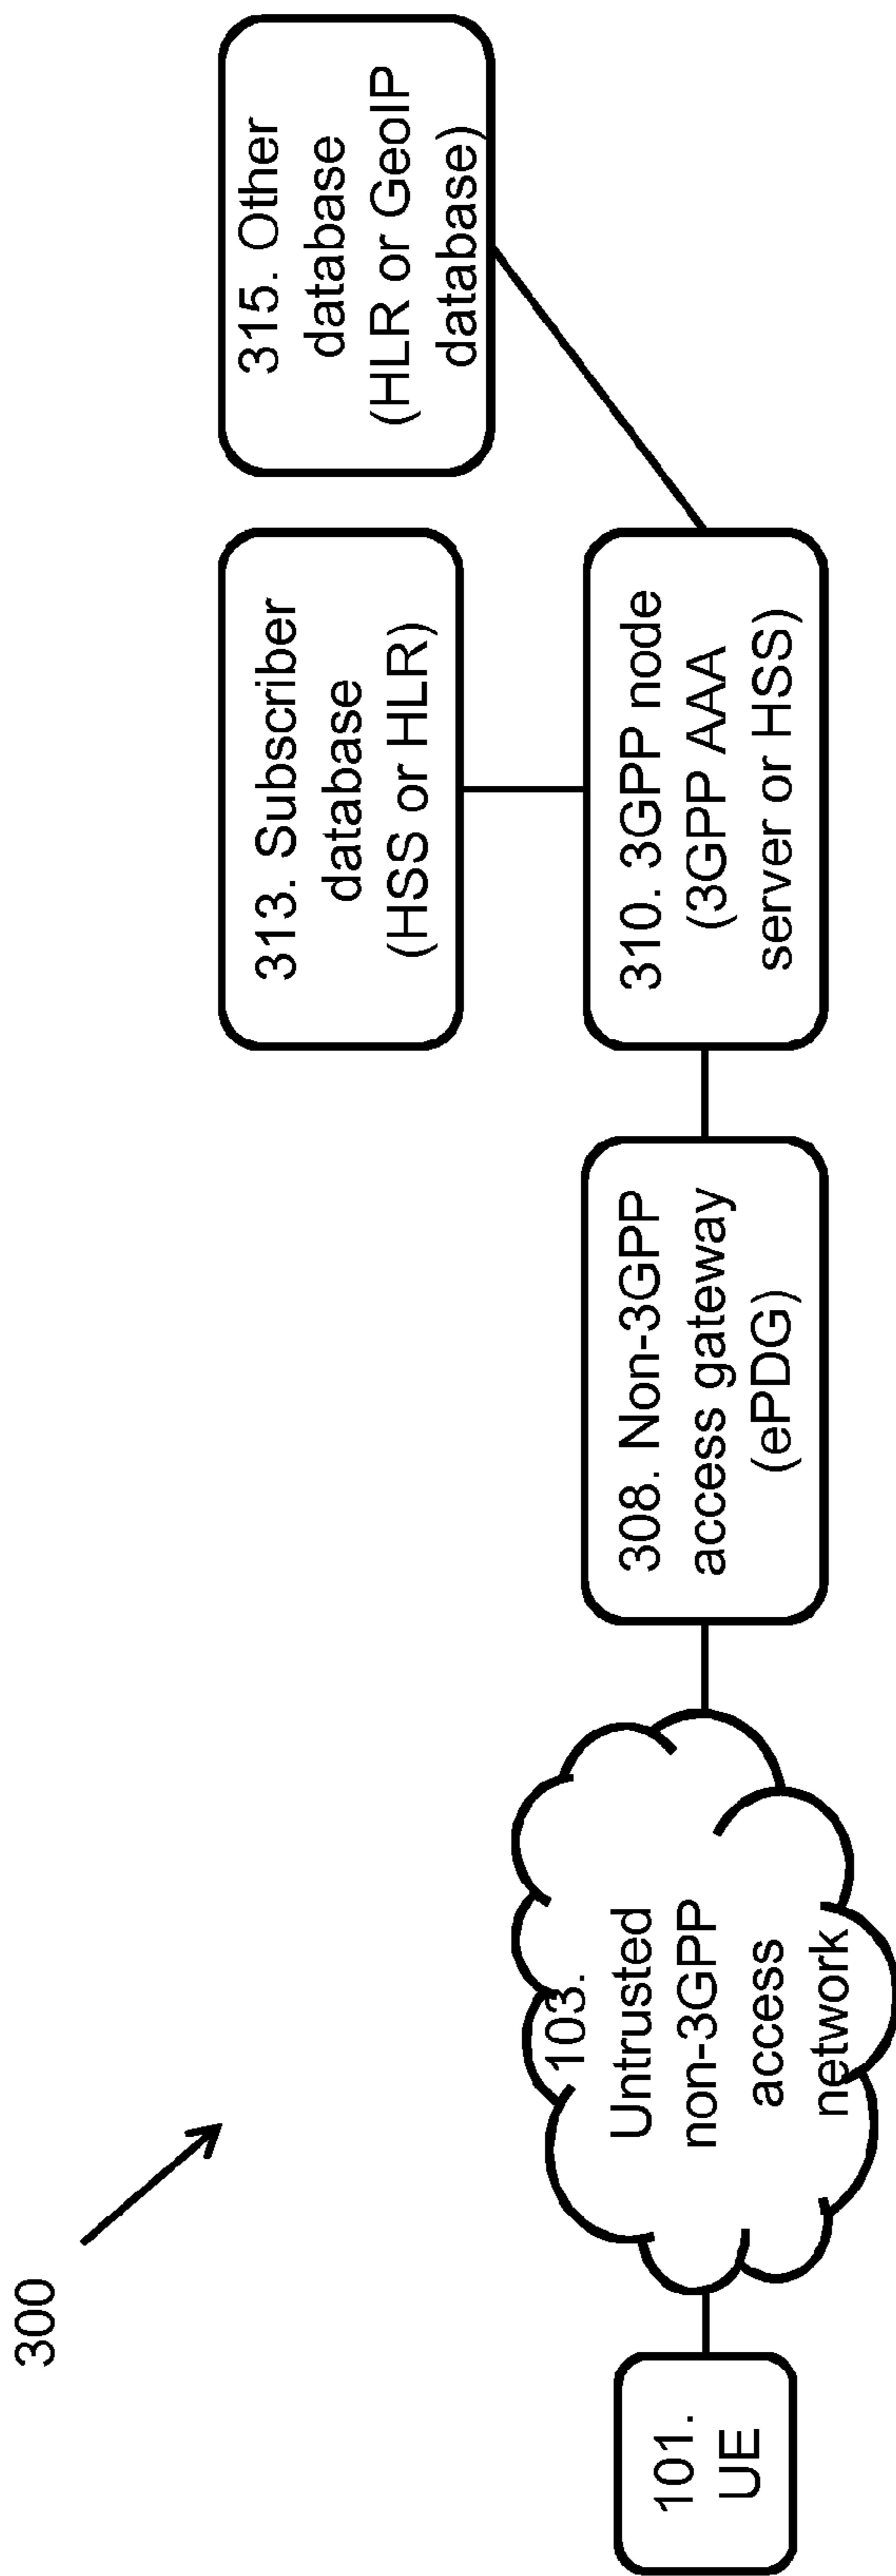 300
313. Subscriber
database
(HSS or HLR)
315. Other
database
(HLR or GeoIP
database)
101.
UE
103.
Untrusted
non-3GPP
access
network
308. Non-3GPP
access gateway
(ePDG)
310. 3GPP node
(3GPP AAA
server or HSS)